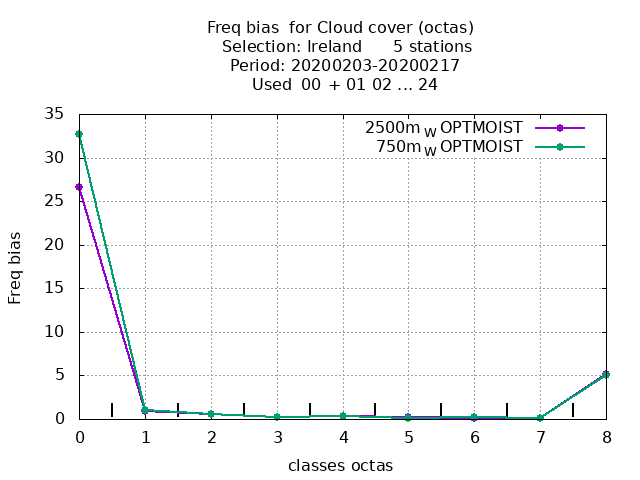 Freq bias  for Cloud cover (octas)
Selection: Ireland      5 stations
Period: 20200203-20200217
Used  00 + 01 02 ... 24
35
30
25
20
15
10
5
0
Freq bias
2500m W OPTMOIST
750m W OPTMOIST
0 1 2 3 4 5 6 7 8
classes octas